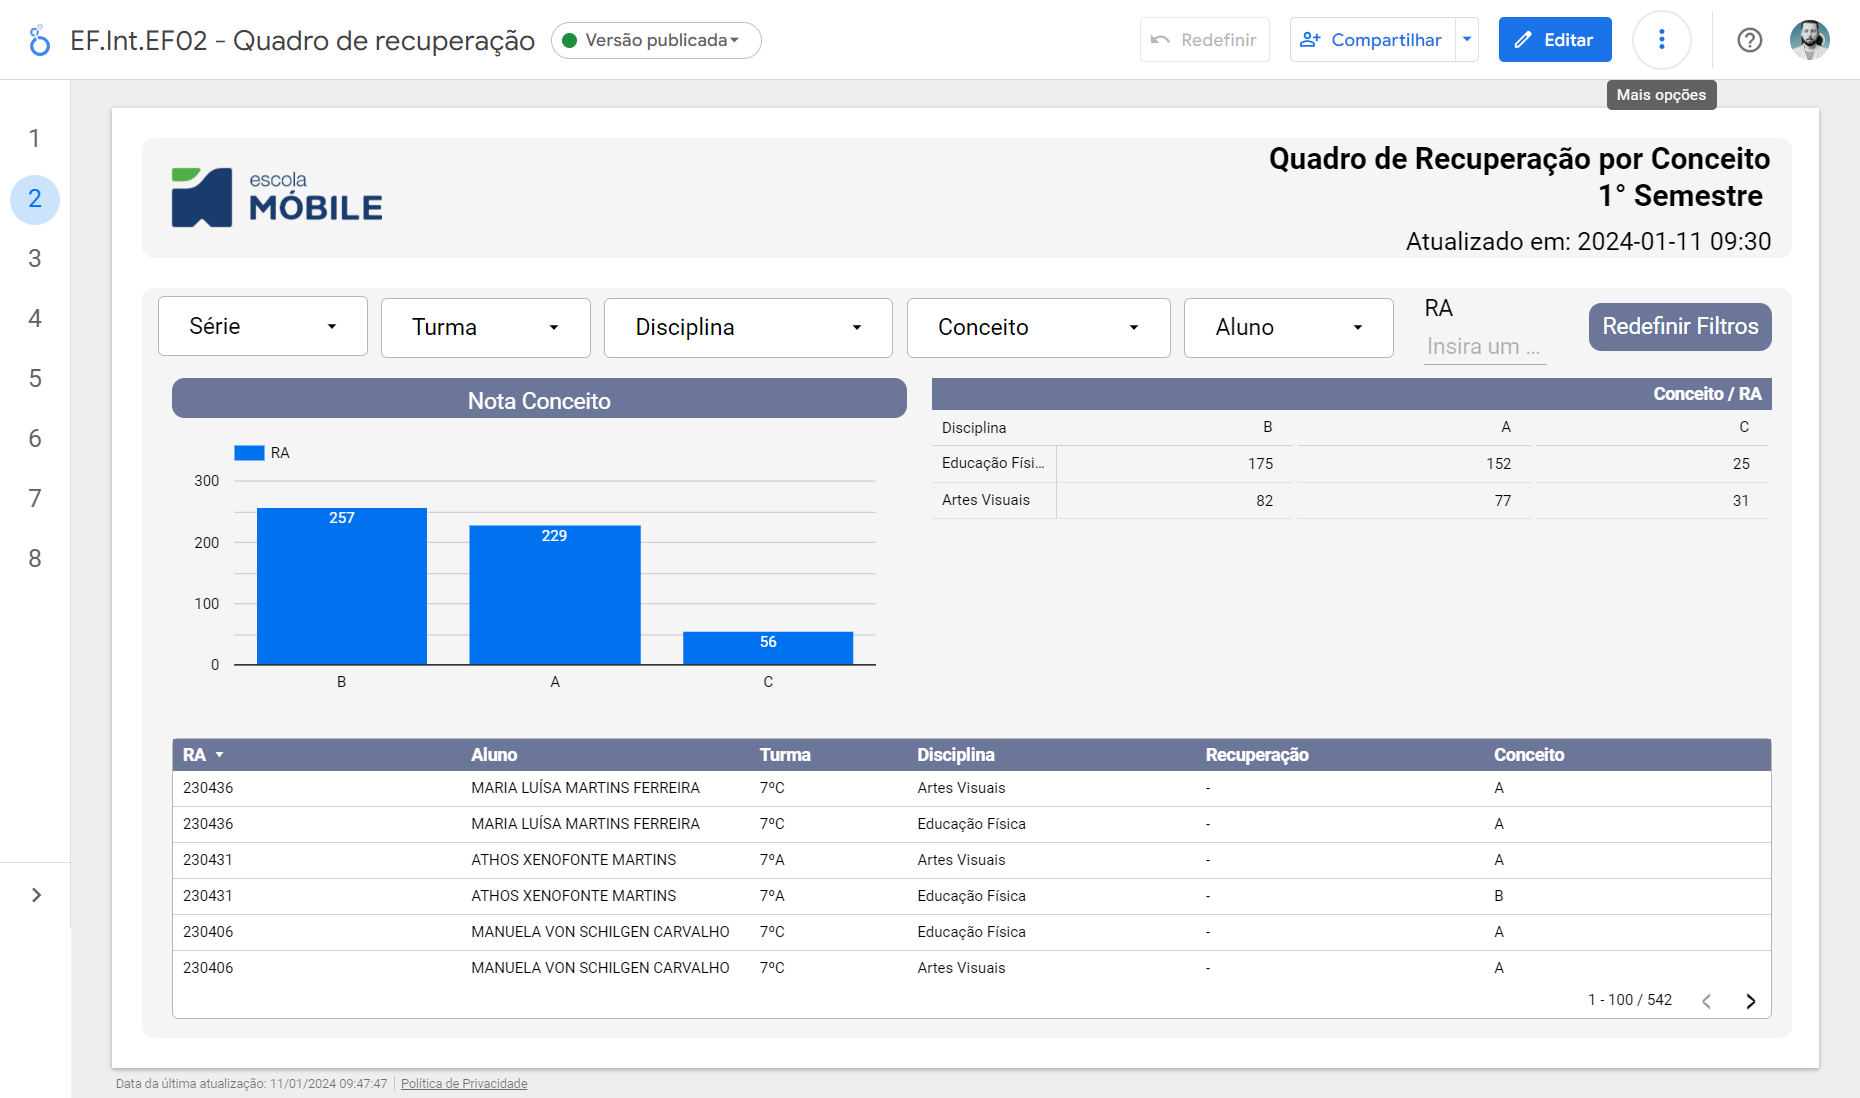 EF.Int.EF02 - Quadro de recuperação
Versão publicada
Redefinir
Compartilhar
Editar
Mais opções
1
2
3
4
5
6
7
8
escola
MÓBILE
Quadro de Recuperação por Conceito
1° Semestre
Atualizado em: 2024-01-11 09:30
Série
Turma
Disciplina
Conceito
Aluno
RA
Insira um ...
Redefinir Filtros
Nota Conceito
RA
300
200
100
0
257
229
56
B A C
Conceito / RA
Disciplina B A C
Educação Físi... 175 152 25
Artes Visuais 82 77 31
RA Aluno Turma Disciplina Recuperação Conceito
230436 MARIA LUÍSA MARTINS FERREIRA 7ºC Artes Visuais - A
230436 MARIA LUÍSA MARTINS FERREIRA 7ºC Educação Física - A
230431 ATHOS XENOFONTE MARTINS 7ºA Artes Visuais - A
230431 ATHOS XENOFONTE MARTINS 7ºA Educação Física - B
230406 MANUELA VON SCHILGEN CARVALHO 7ºC Educação Física - A
230406 MANUELA VON SCHILGEN CARVALHO 7ºC Artes Visuais - A
1 - 100 / 542
Data da última atualização: 11/01/2024 09:47:47
Política de Privacidade